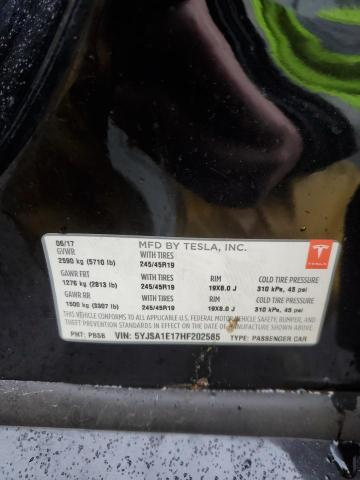 06/17 MFD BY TESLA, INC.
GVWR WITH TIRES
2590 kg (5710 lb) 245/45R19
GAWR FRT WITH TIRES RIM COLD TIRE PRESSURE
1276 kg (2813 lb) 245/45R19 19X8.0 J 310 kPa, 45 psi
GAWR RR WITH TIRES RIM COLD TIRE PRESSURE
1500 kg (3307 lb) 245/45R19 19X8.0 J 310 kPa, 45 psi
THIS VEHICLE CONFORMS TO ALL APPLICABLE
U.S. FEDERAL MOTOR VEHICLE SAFETY, BUMPER, AND
THEFT PREVENTION STANDARDS IN EFFECT ON THE DATE OF MANUFACTURE SHOWN ABOVE.
PNT: PBSB VIN: 5YJSA1E17HF202585 TYPE: PASSENGER CAR
TESLA